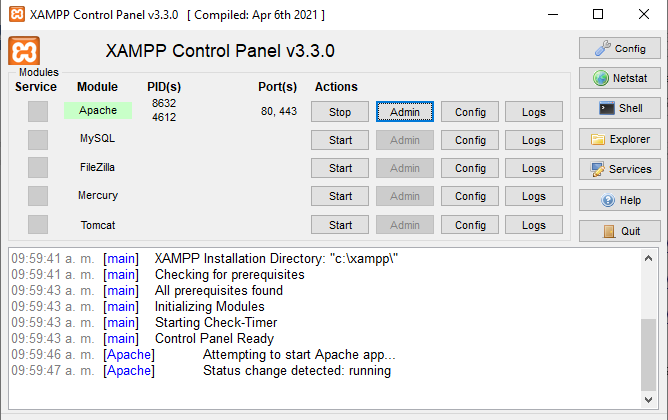 XAMPP Control Panel v3.3.0 [ Compiled: Apr 6th 2021 ]
XAMPP Control Panel v3.3.0
Config
Modules
Service Module PID(s) Port(s) Actions
Netstat
Apache 8632 4612 80, 443 Stop Admin Config Logs
Shell
MySQL Start Admin Config Logs
Explorer
FileZilla Start Admin Config Logs
Services
Mercury Start Admin Config Logs
Help
Tomcat Start Admin Config Logs
Quit
09:59:41 a. m. [main] XAMPP Installation Directory: "c:\xampp\"
09:59:41 a. m. [main] Checking for prerequisites
09:59:43 a. m. [main] All prerequisites found
09:59:43 a. m. [main] Initializing Modules
09:59:43 a. m. [main] Starting Check-Timer
09:59:43 a. m. [main] Control Panel Ready
09:59:46 a. m. [Apache] Attempting to start Apache app...
09:59:47 a. m. [Apache] Status change detected: running